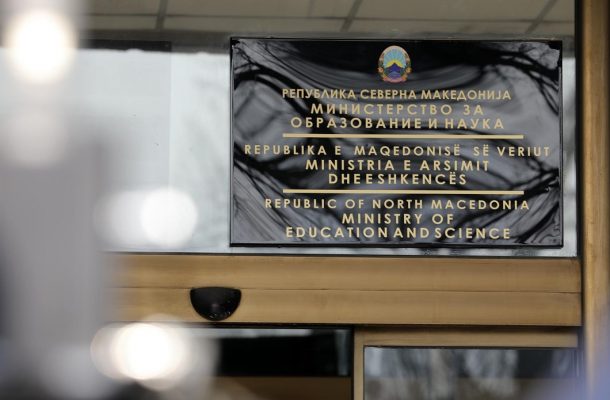 РЕПУБЛИКА СЕВЕРНА МАКЕДОНИЈА
МИНИСТЕРСТВО ЗА
ОБРАЗОВАНИЕ И НАУКА
REPUBLIKA E MAQEDONISË SË VERIUT
MINISTRIA E ARSIMIT
DHE E SHKENCËS
REPUBLIC OF NORTH MACEDONIA
MINISTRY OF
EDUCATION AND SCIENCE